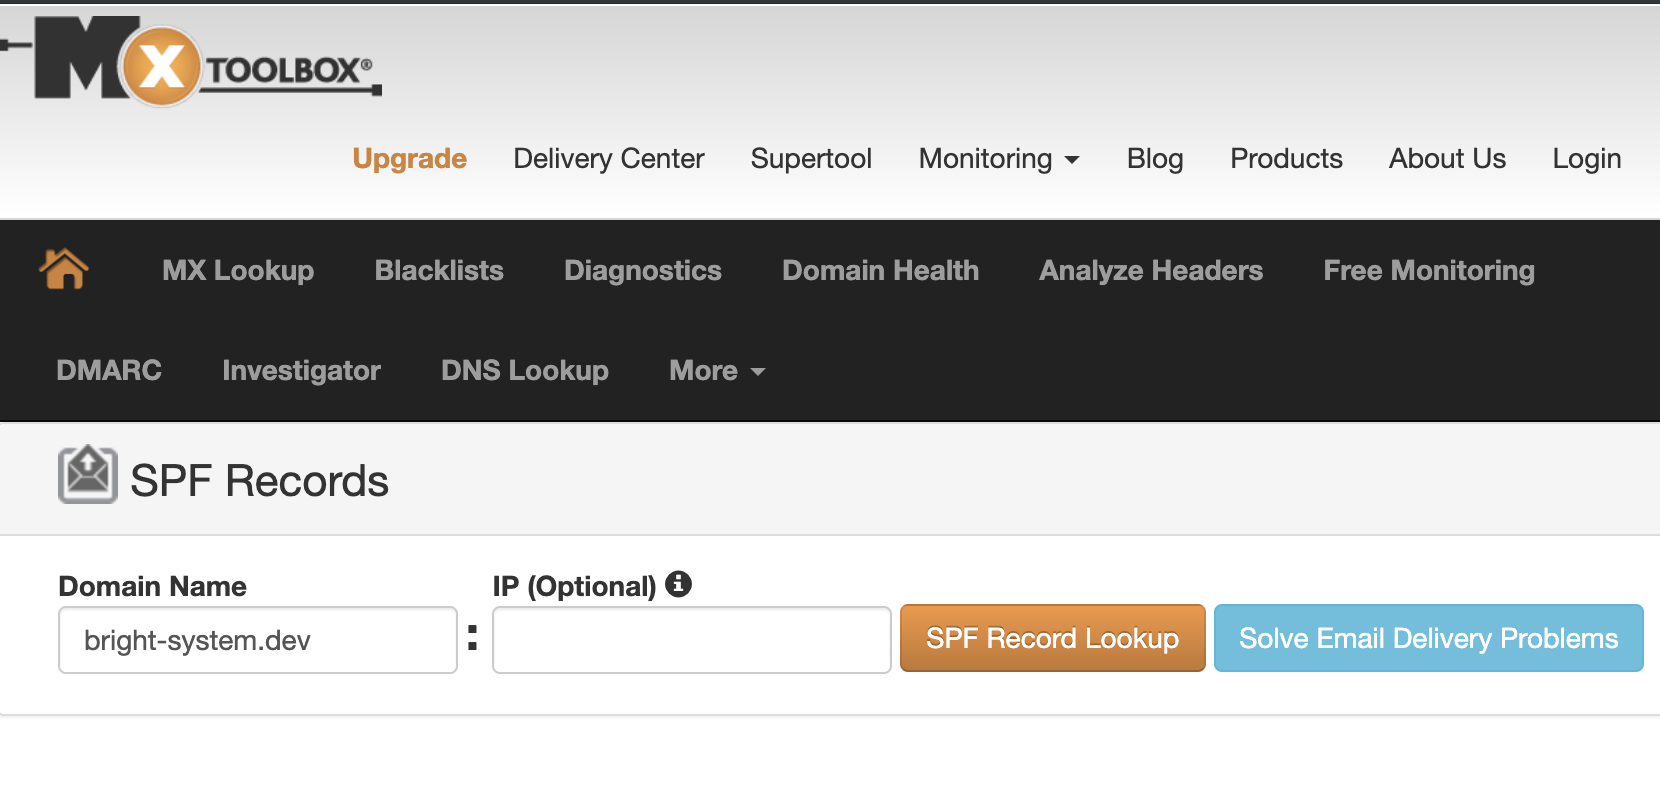 MX TOOLBOX®
Upgrade Delivery Center Supertool Monitoring Blog Products About Us Login
MX Lookup Blacklists Diagnostics Domain Health Analyze Headers Free Monitoring
DMARC Investigator DNS Lookup More
SPF Records
Domain Name IP (Optional)
bright-system.dev : SPF Record Lookup Solve Email Delivery Problems